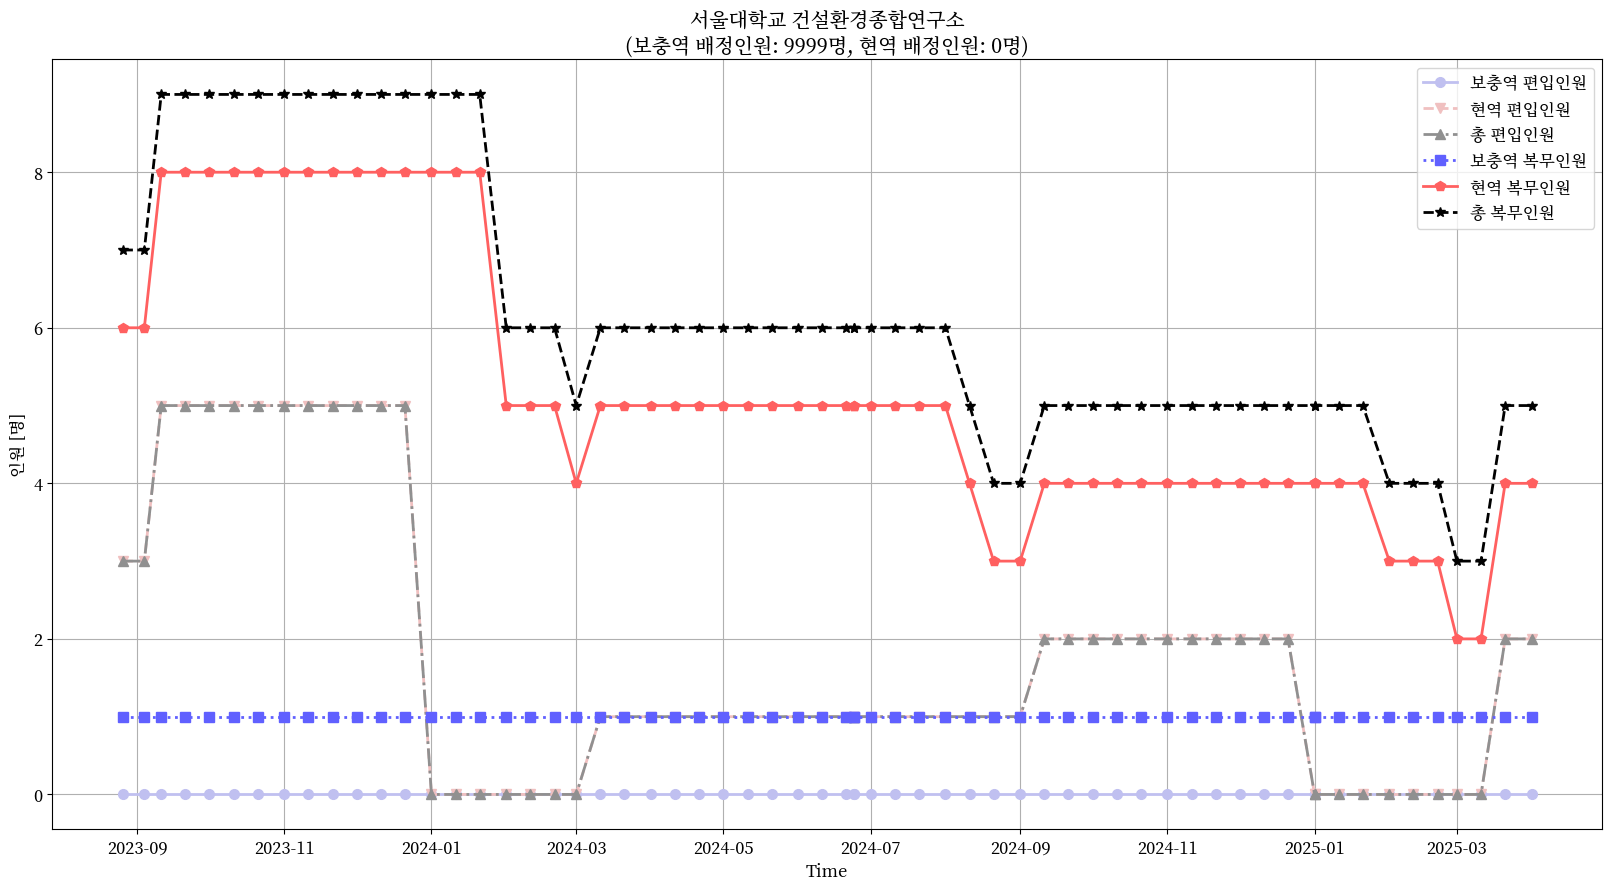 서울대학교 건설환경종합연구소
(보충역 배정인원: 9999명, 현역 배정인원: 0명)
보충역 편입인원
현역 편입인원
총 편입인원
보충역 복무인원
현역 복무인원
총 복무인원
인원 [명]
8
6
4
2
0
2023-09
2023-11
2024-01
2024-03
2024-05
2024-07
2024-09
2024-11
2025-01
2025-03
Time